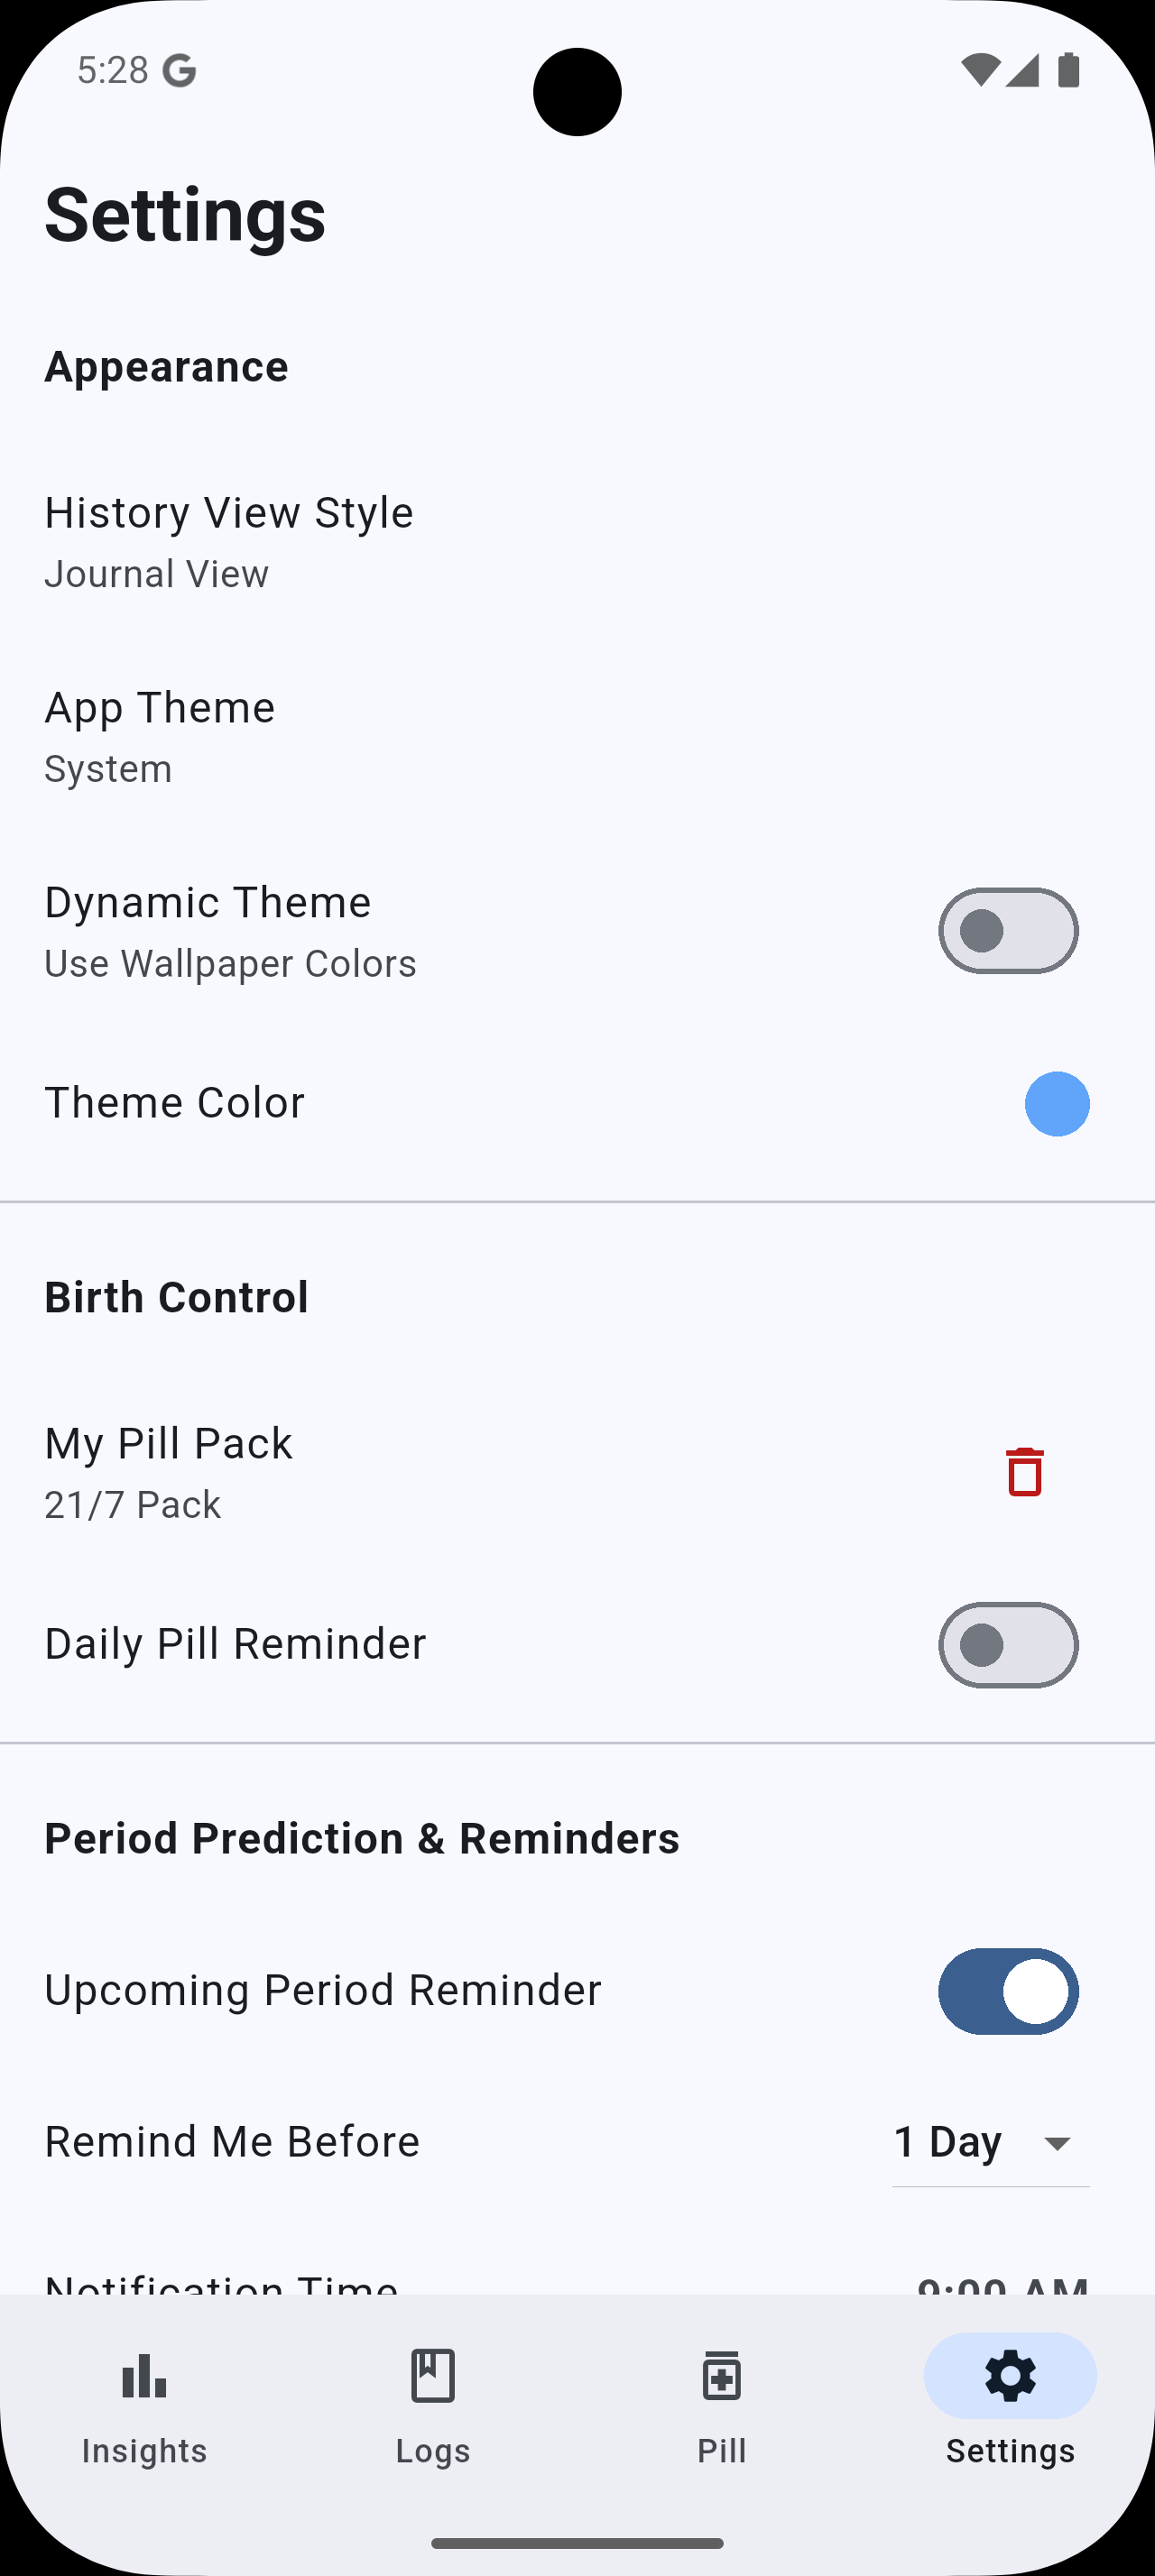 5:28
Settings
Appearance
History View Style
Journal View
App Theme
System
Dynamic Theme
Use Wallpaper Colors
Theme Color
Birth Control
My Pill Pack
21/7 Pack
Daily Pill Reminder
Period Prediction & Reminders
Upcoming Period Reminder
Remind Me Before 1 Day
Notification Time 9:00 AM
Insights Logs Pill Settings